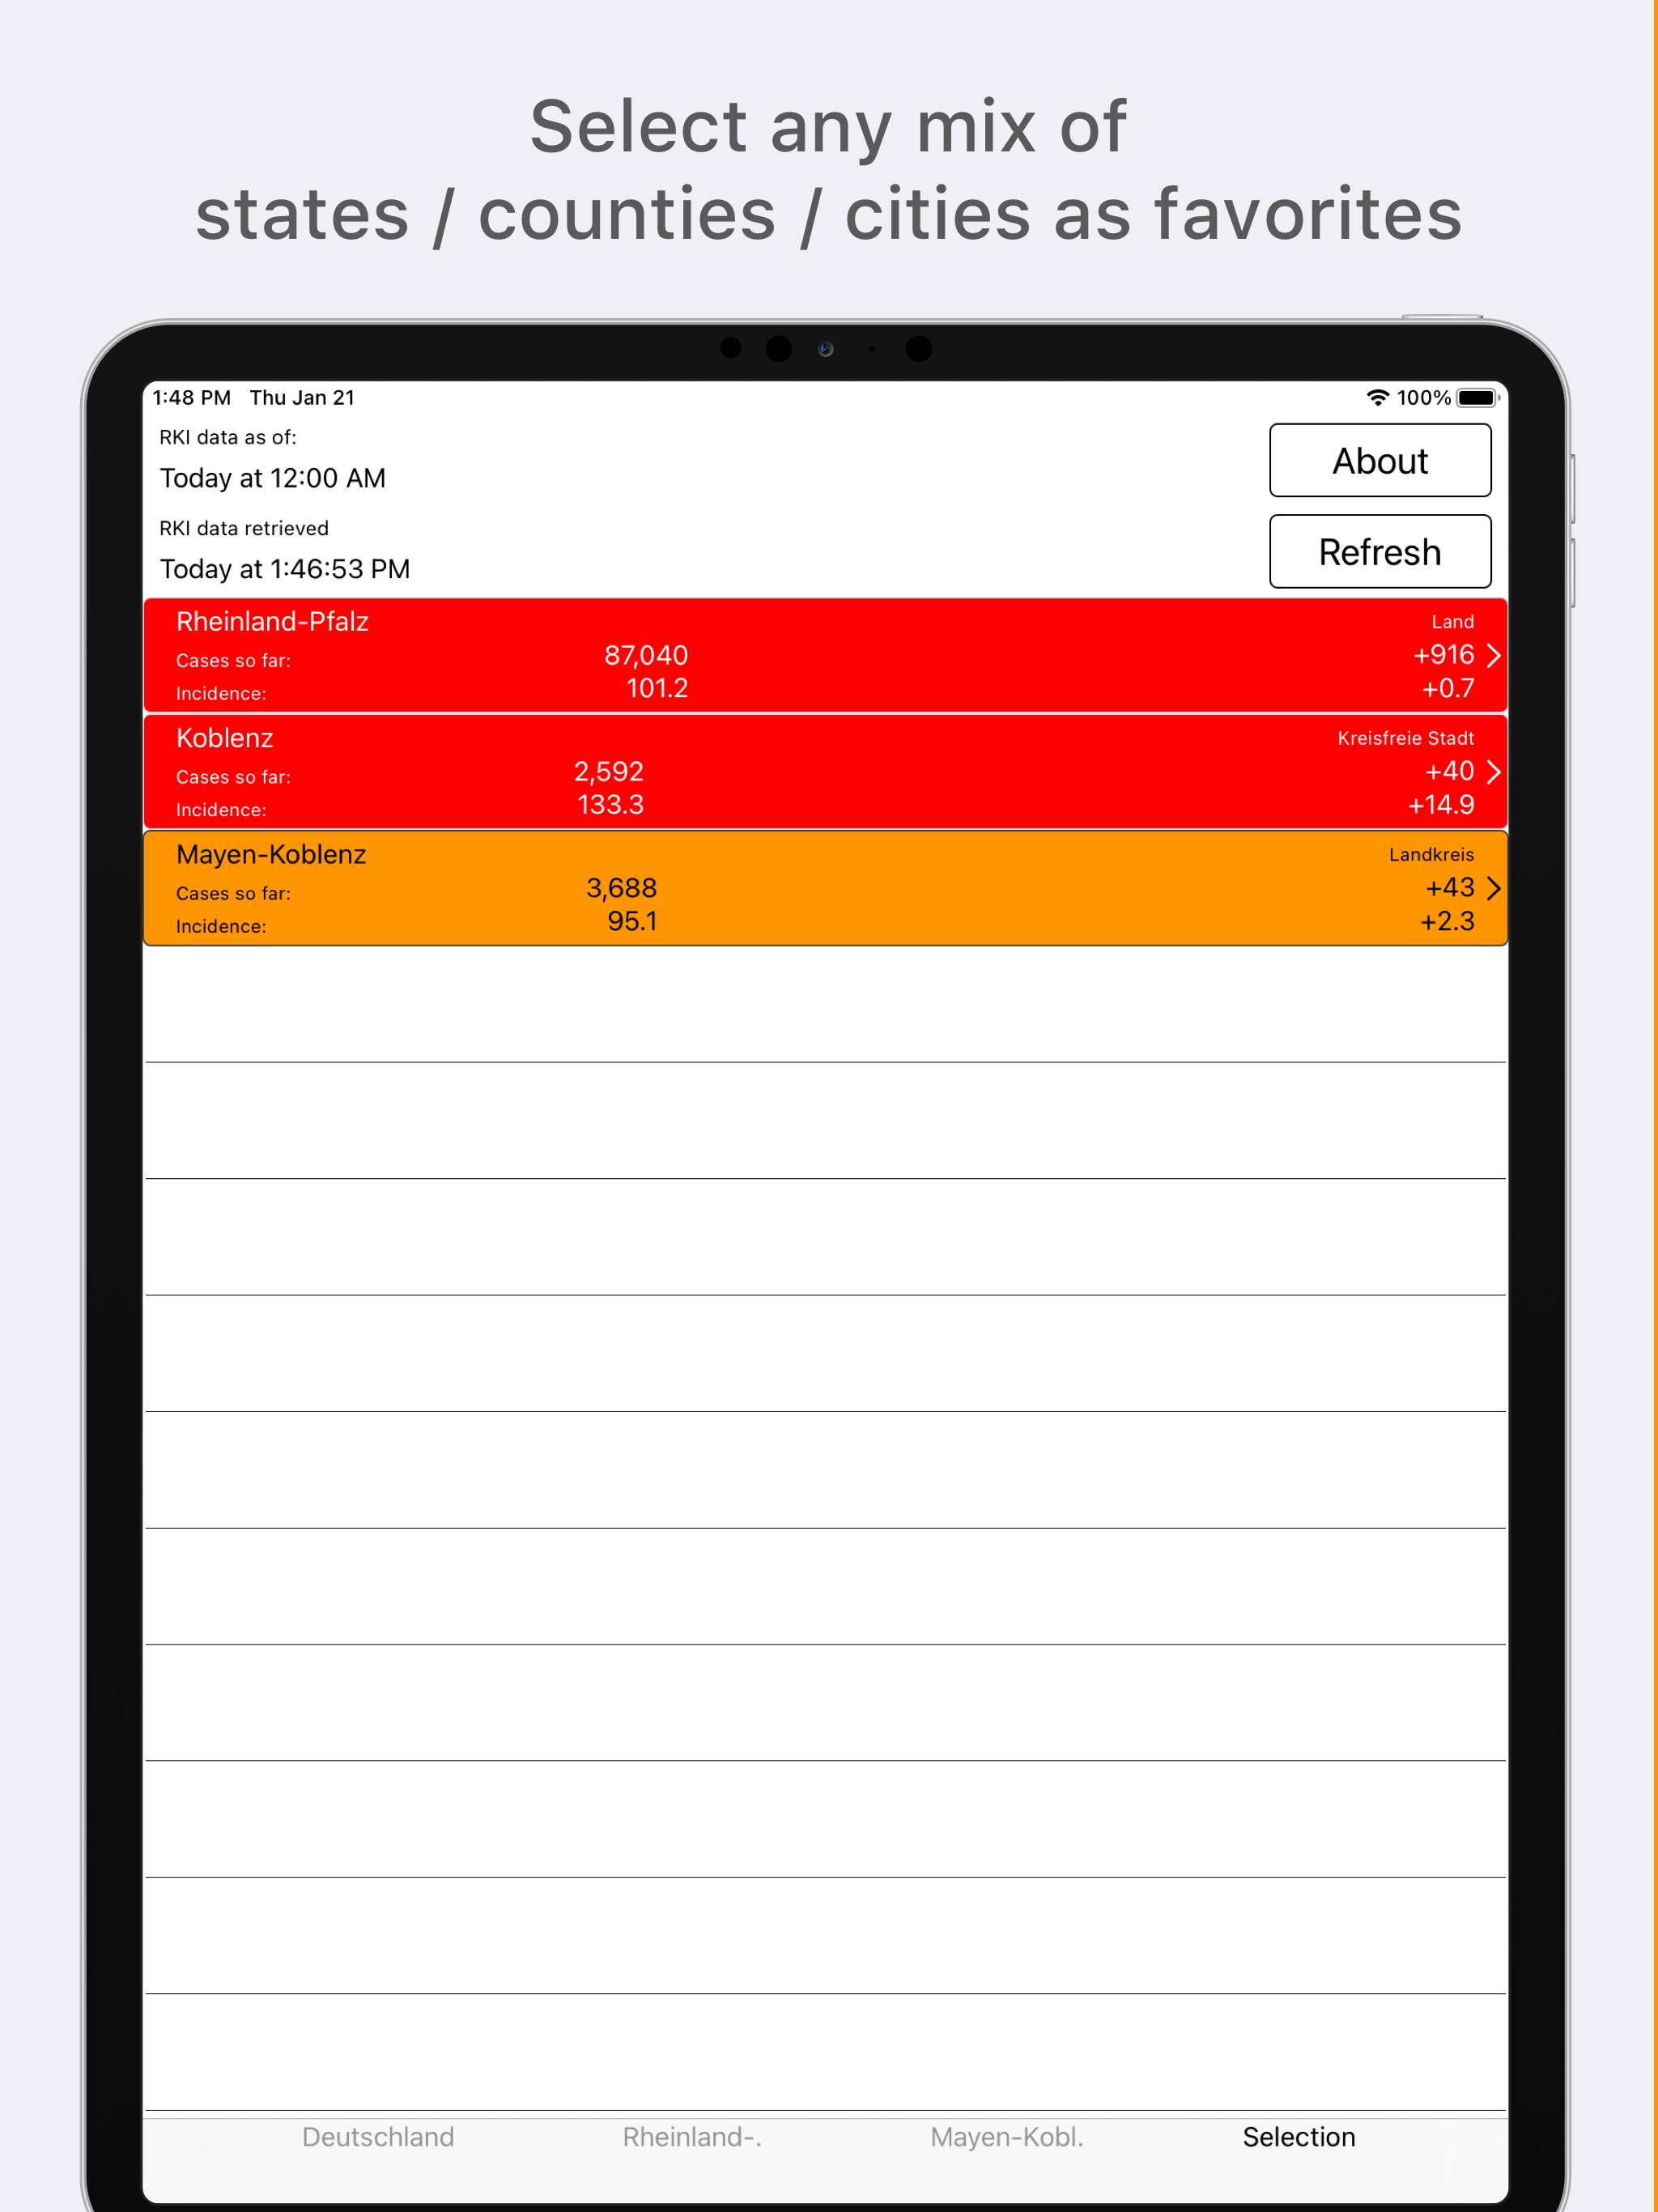 Select any mix of
states / counties / cities as favorites
1:48 PM Thu Jan 21 100%
RKI data as of:
Today at 12:00 AM
About
RKI data retrieved
Today at 1:46:53 PM
Refresh
Rheinland-Pfalz Land
Cases so far: 87,040 +916
Incidence: 101.2 +0.7
Koblenz Kreisfreie Stadt
Cases so far: 2,592 +40
Incidence: 133.3 +14.9
Mayen-Koblenz Landkreis
Cases so far: 3,688 +43
Incidence: 95.1 +2.3
Deutschland Rheinland-. Mayen-Kobl. Selection